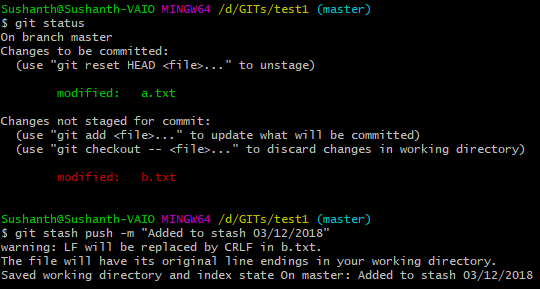 Sushanth@Sushanth-VAIO MINGW64 /d/GITs/test1 (master)
$ git status
On branch master
Changes to be committed:
  (use "git reset HEAD <file>..." to unstage)

        modified:   a.txt

Changes not staged for commit:
  (use "git add <file>..." to update what will be committed)
  (use "git checkout -- <file>..." to discard changes in working directory)

        modified:   b.txt

Sushanth@Sushanth-VAIO MINGW64 /d/GITs/test1 (master)
$ git stash push -m "Added to stash 03/12/2018"
warning: LF will be replaced by CRLF in b.txt.
The file will have its original line endings in your working directory.
Saved working directory and index state On master: Added to stash 03/12/2018